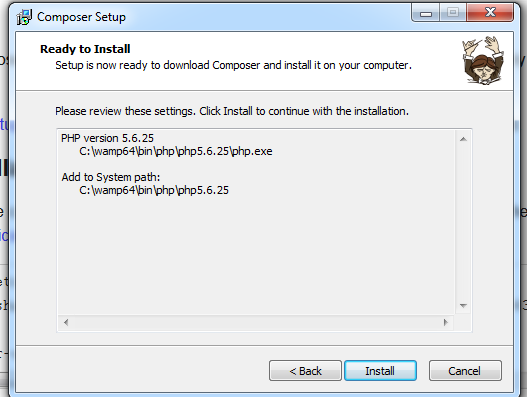 Composer Setup
Ready to Install
Setup is now ready to download Composer and install it on your computer.
Please review these settings. Click Install to continue with the installation.
PHP version 5.6.25
C:\wamp64\bin\php\php5.6.25\php.exe
Add to System path:
C:\wamp64\bin\php\php5.6.25
< Back
Install
Cancel